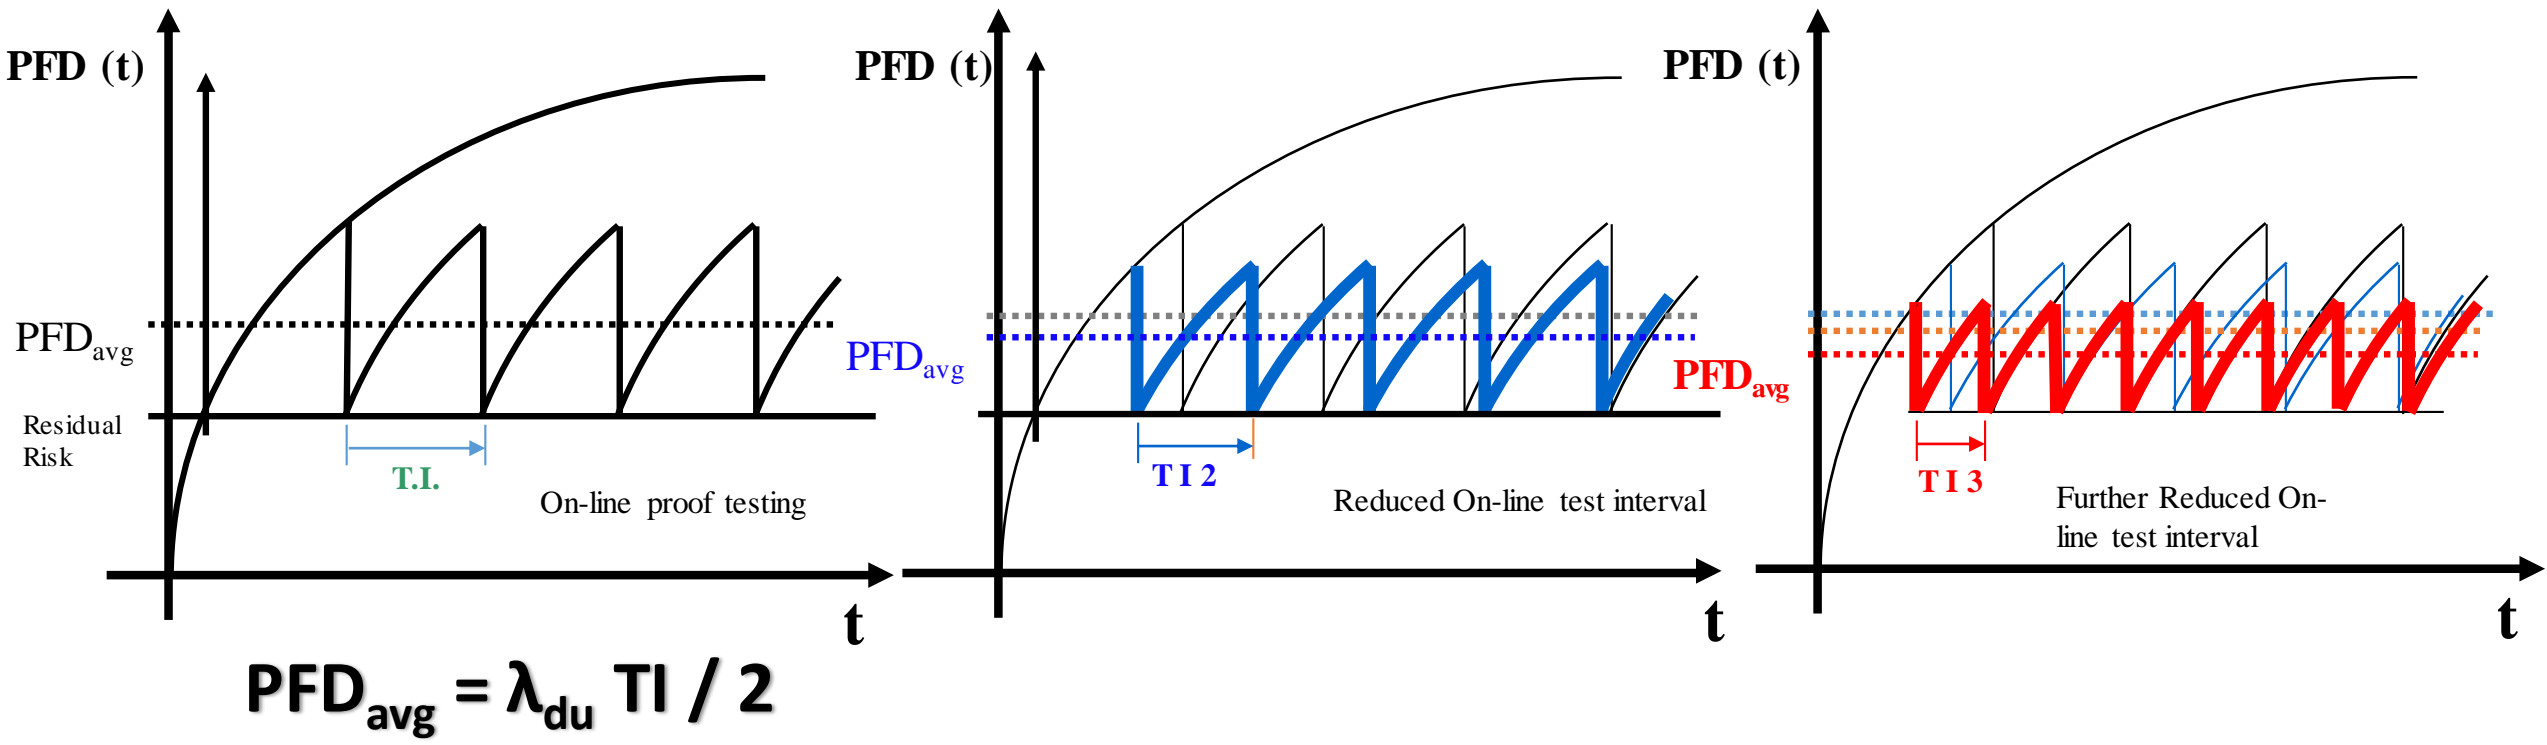 PFD (t)
PFDavg
Residual
Risk
T.I.
On-line proof testing
t
PFDavg = λdu TI / 2
PFD (t)
PFDavg
T I 2
Reduced On-line test interval
t
PFD (t)
PFDavg
T I 3
Further Reduced On-
line test interval
t